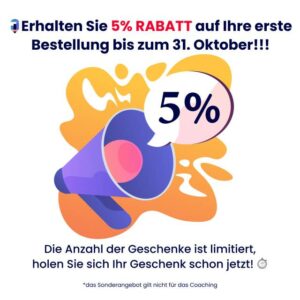 Erhalten Sie 5% RABATT auf Ihre erste
Bestellung bis zum 31. Oktober!!!
5%
Die Anzahl der Geschenke ist limitiert,
holen Sie sich Ihr Geschenk schon jetzt! ⏱
*das Sonderangebot gilt nicht für das Coaching